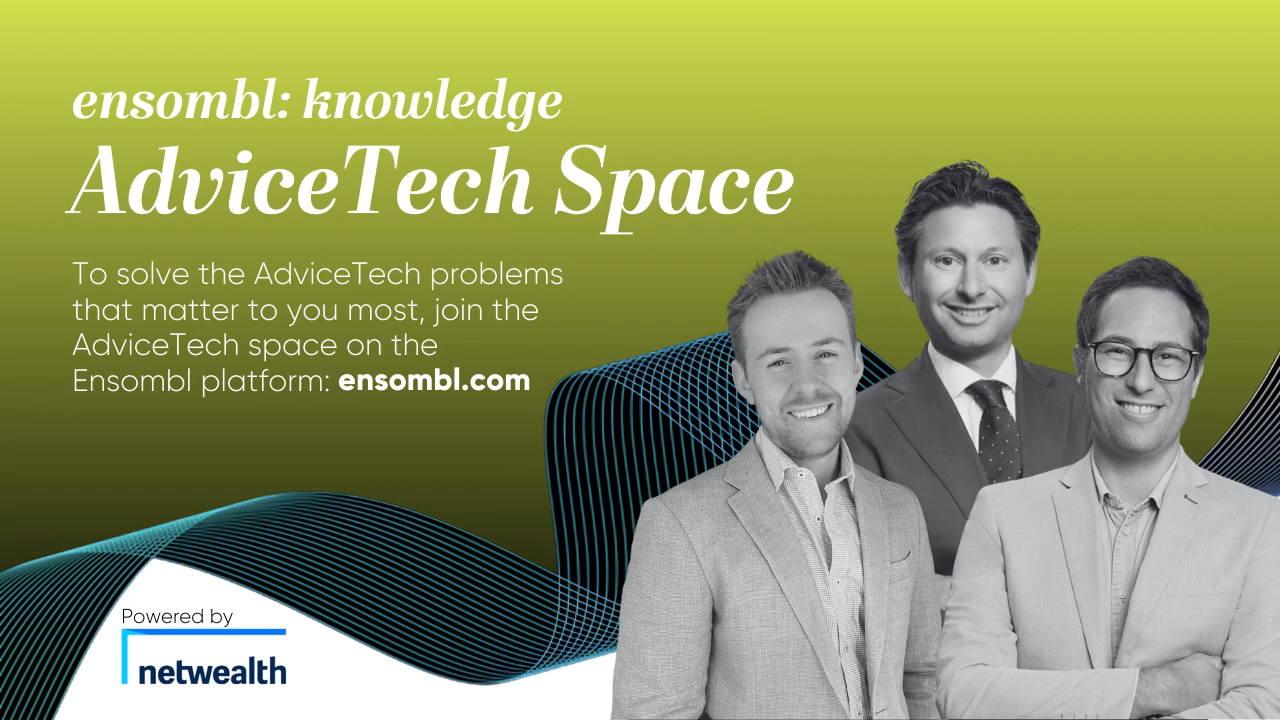 ensombl: knowledge
AdviceTech Space
To solve the AdviceTech problems
that matter to you most, join the
AdviceTech space on the
Ensombl platform: ensombl.com
Powered by
netwealth